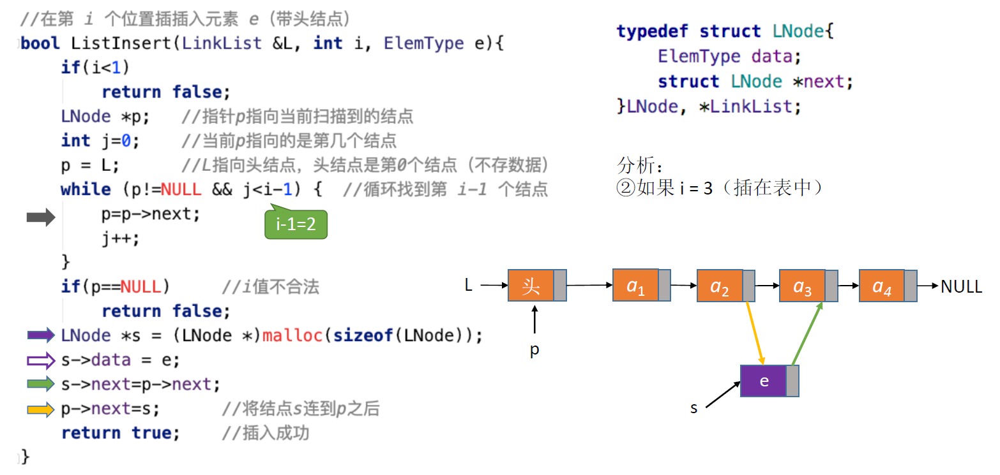 //在第 i 个位置插插入元素 e（带头结点）
bool ListInsert(LinkList &L, int i, ElemType e){
if(i<1)
return false;
LNode *p; //指针p指向当前扫描到的结点
int j=0; //当前p指向的是第几个结点
p = L; //L指向头结点，头结点是第0个结点（不存数据）
while (p!=NULL && j<i-1) { //循环找到第 i-1 个结点
p=p->next;
i-1=2
j++;
}
if(p==NULL) //i值不合法
return false;
LNode *s = (LNode *)malloc(sizeof(LNode));
s->data = e;
s->next=p->next;
p->next=s; //将结点s连到p之后
return true; //插入成功
}
typedef struct LNode{
ElemType data;
struct LNode *next;
}LNode, *LinkList;
分析：
②如果 i = 3（插在表中）
L 头 a1 a2 a3 a4 NULL
p
e
s